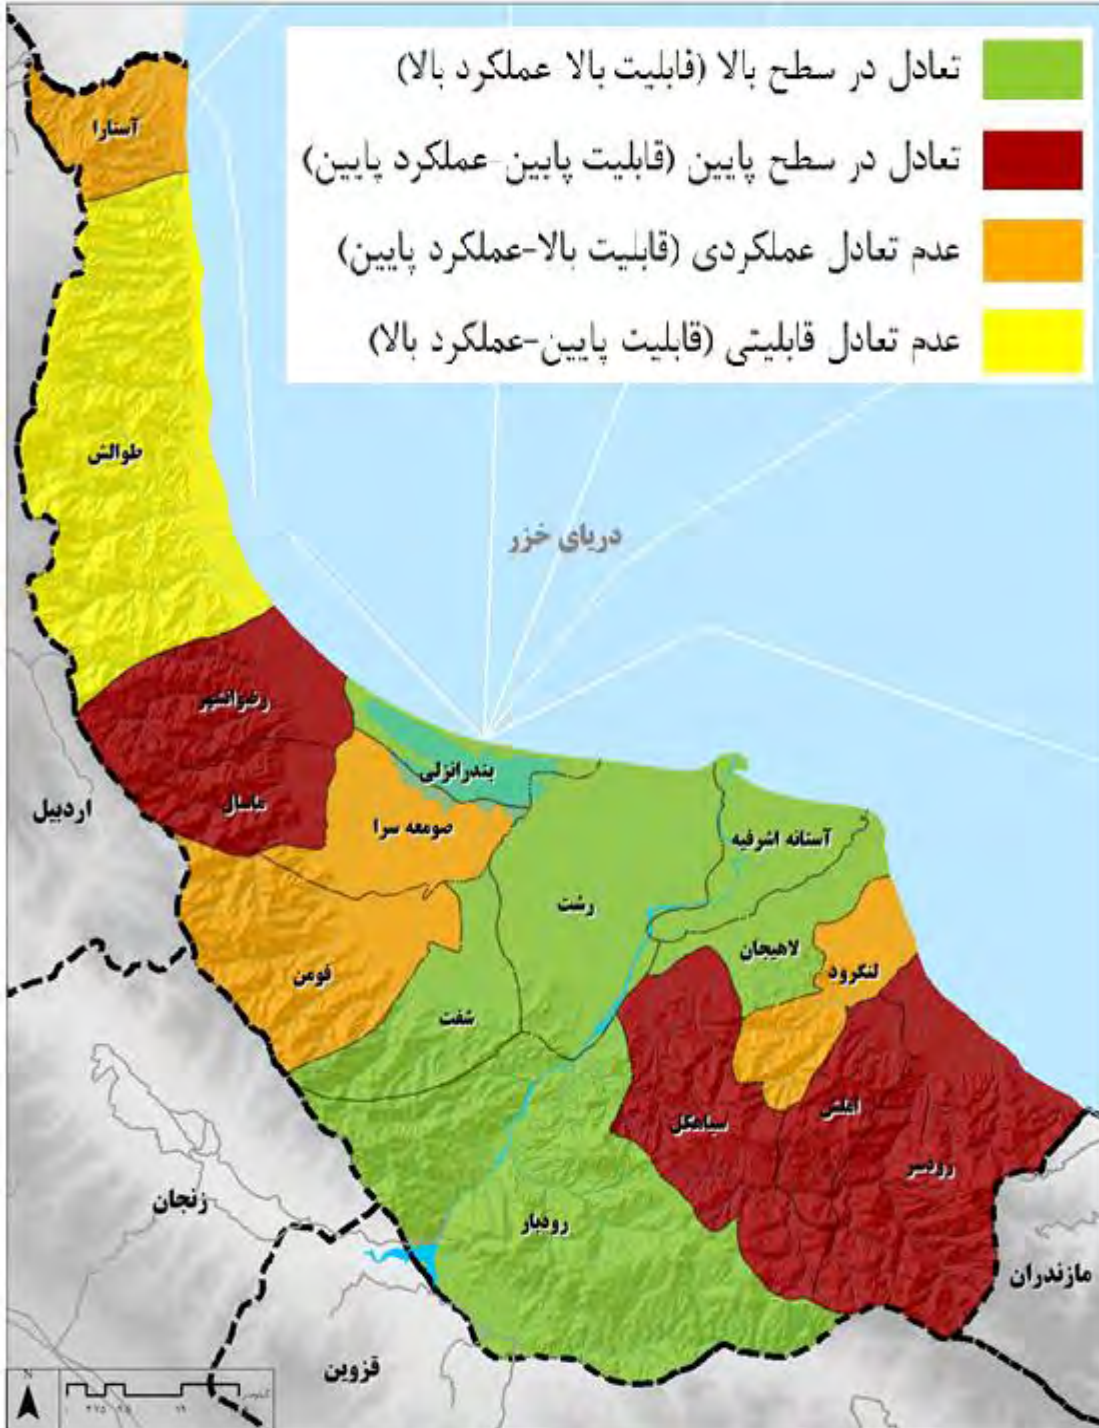 تعادل در سطح بالا (قابلیت بالا عملکرد بالا)
تعادل در سطح پایین (قابلیت پایین-عملکرد پایین)
عدم تعادل عملکردی (قابلیت بالا-عملکرد پایین)
عدم تعادل قابلیتی (قابلیت پایین-عملکرد بالا)
آستارا
طوالش
دریای خزر
رضوانشهر
بندرانزلی
ماسال
اردبیل
صومعه سرا
آستانه اشرفیه
رشت
لاهیجان
لنگرود
فومن
شفت
املش
سیاهکل
رودسر
زنجان
رودبار
مازندران
قزوین
N
کیلومتر